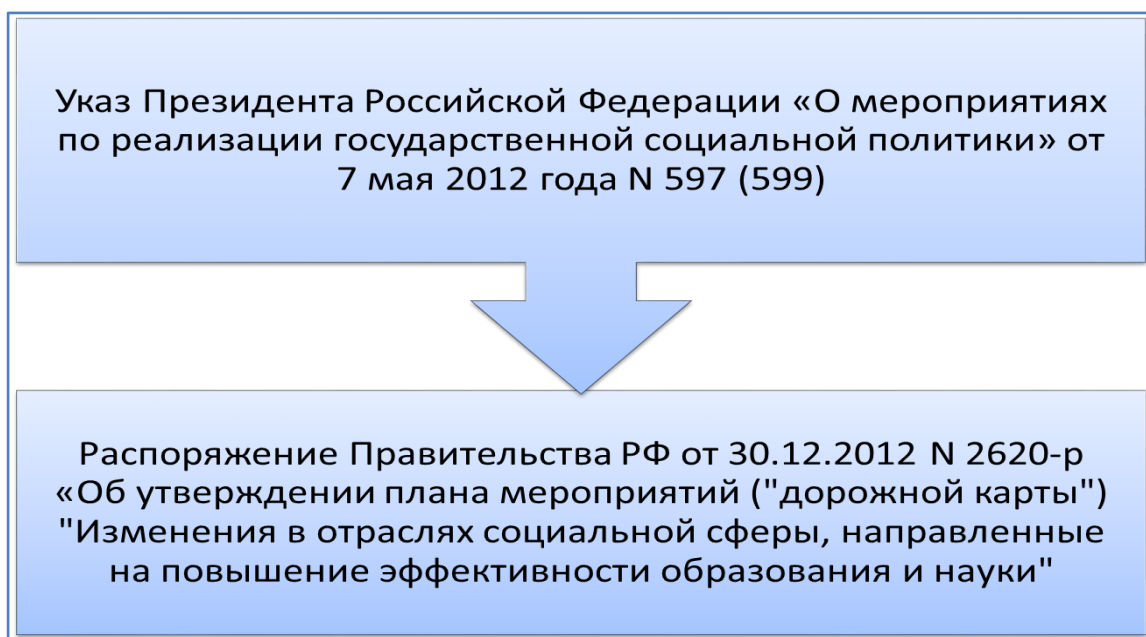 Указ Президента Российской Федерации «О мероприятиях
по реализации государственной социальной политики» от
7 мая 2012 года N 597 (599)
Распоряжение Правительства РФ от 30.12.2012 N 2620-р
«Об утверждении плана мероприятий ("дорожной карты")
"Изменения в отраслях социальной сферы, направленные
на повышение эффективности образования и науки"